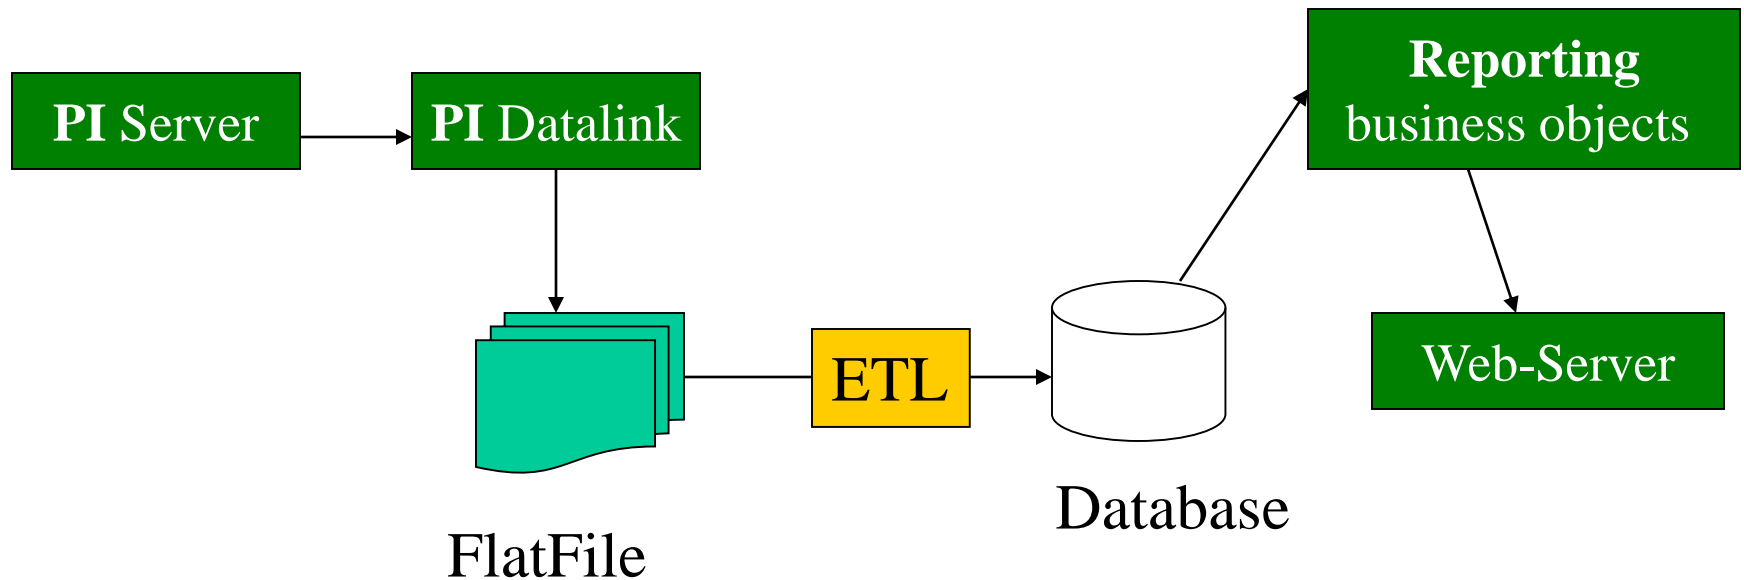 PI Server
PI Datalink
Reporting
business objects
ETL
Web-Server
Database
FlatFile